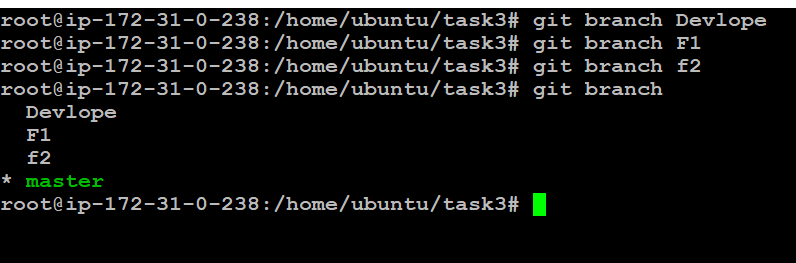 root@ip-172-31-0-238:/home/ubuntu/task3# git branch Devlope
root@ip-172-31-0-238:/home/ubuntu/task3# git branch F1
root@ip-172-31-0-238:/home/ubuntu/task3# git branch f2
root@ip-172-31-0-238:/home/ubuntu/task3# git branch
  Devlope
  F1
  f2
* master
root@ip-172-31-0-238:/home/ubuntu/task3#